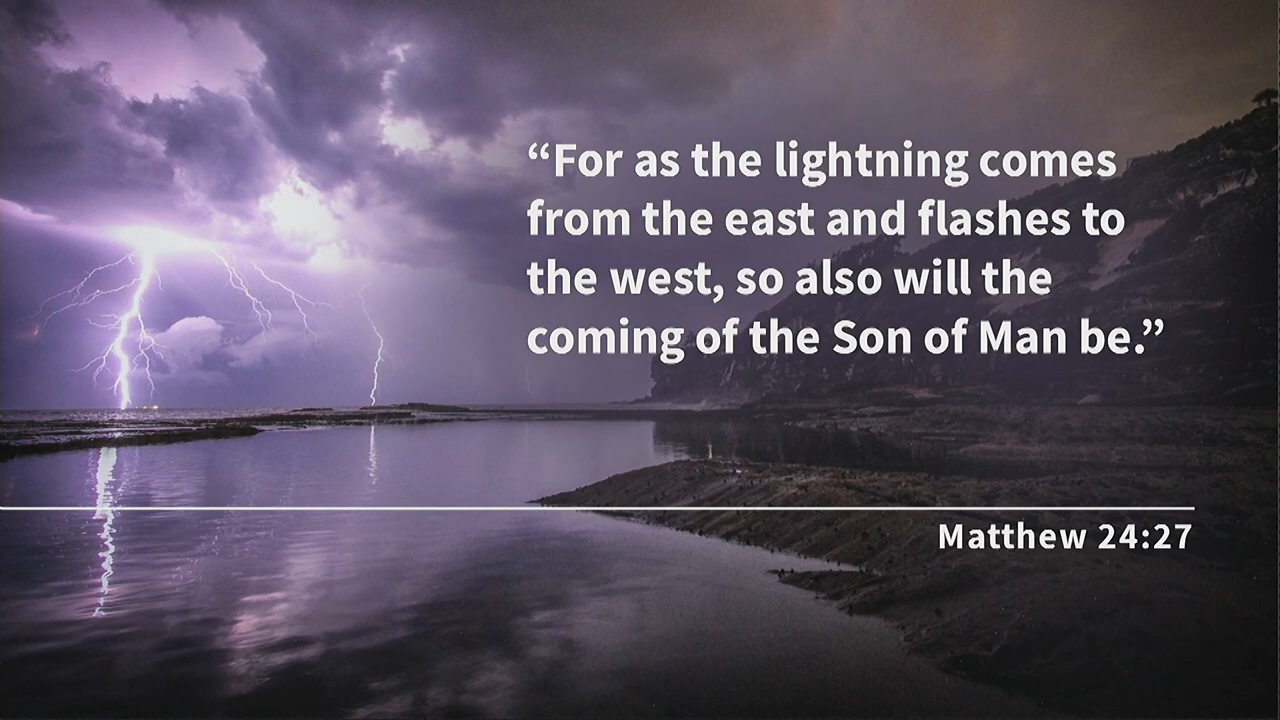 “For as the lightning comes
from the east and flashes to
the west, so also will the
coming of the Son of Man be.”
Matthew 24:27